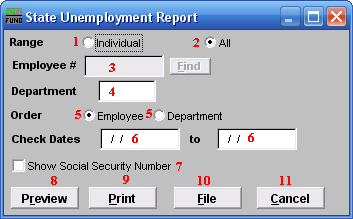 State Unemployment Report
Range 1 Individual 2 All
Employee # 3 Find
Department 4
Order 5 Employee 5 Department
Check Dates / / 6 to / / 6
Show Social Security Number 7
8 9 10 11
Preview Print File Cancel